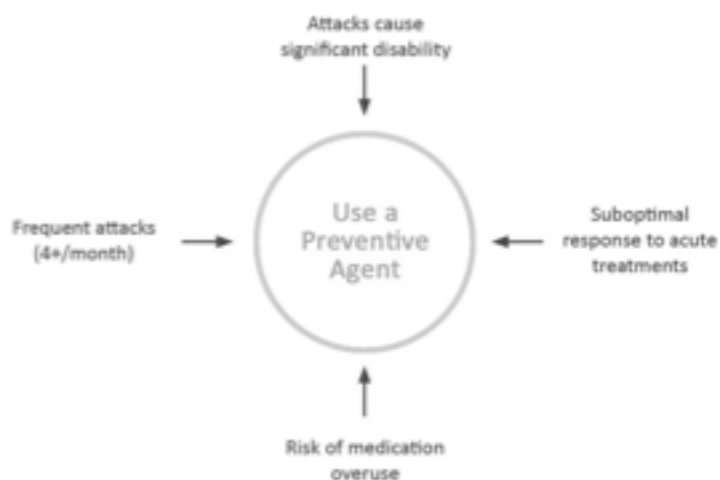 Attacks cause
significant disability
Frequent attacks
(4+/month)
Use a
Preventive
Agent
Suboptimal
response to acute
treatments
Risk of medication
overuse